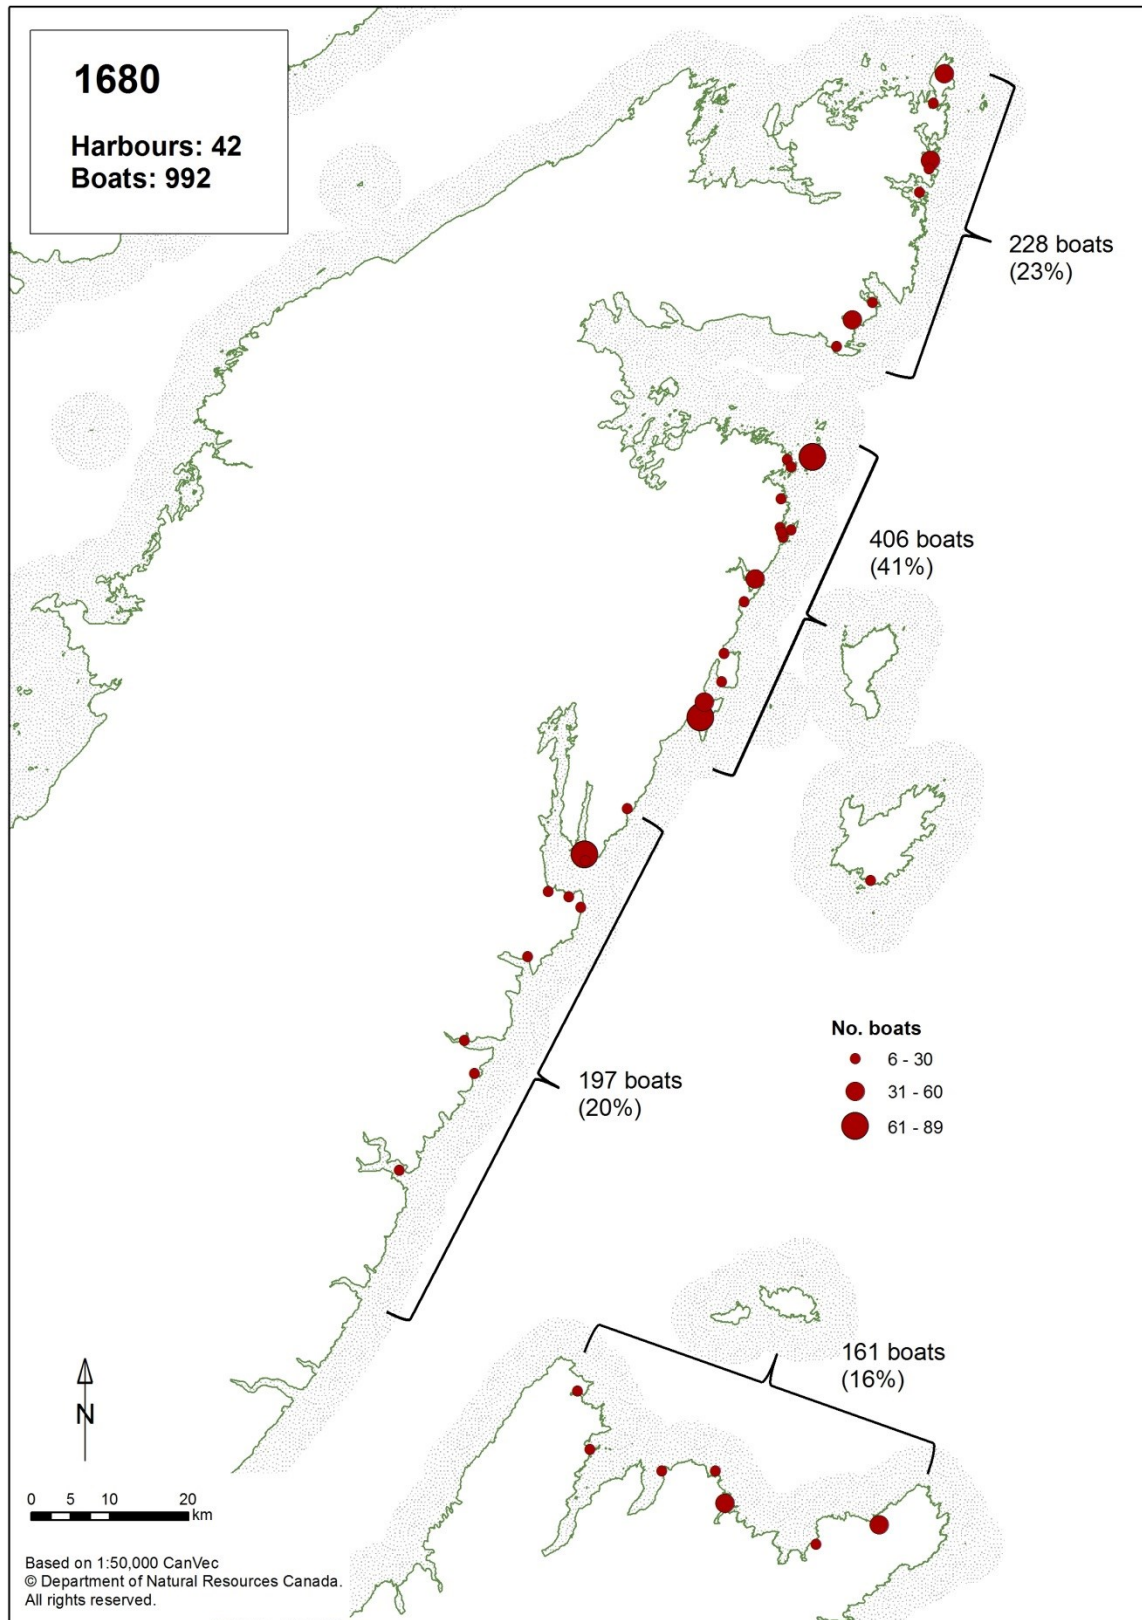 1680
Harbours: 42
Boats: 992
228 boats
(23%)
406 boats
(41%)
No. boats
6 - 30
31 - 60
61 - 89
197 boats
(20%)
161 boats
(16%)
N
0 5 10 20
km
Based on 1:50,000 CanVec
© Department of Natural Resources Canada.
All rights reserved.